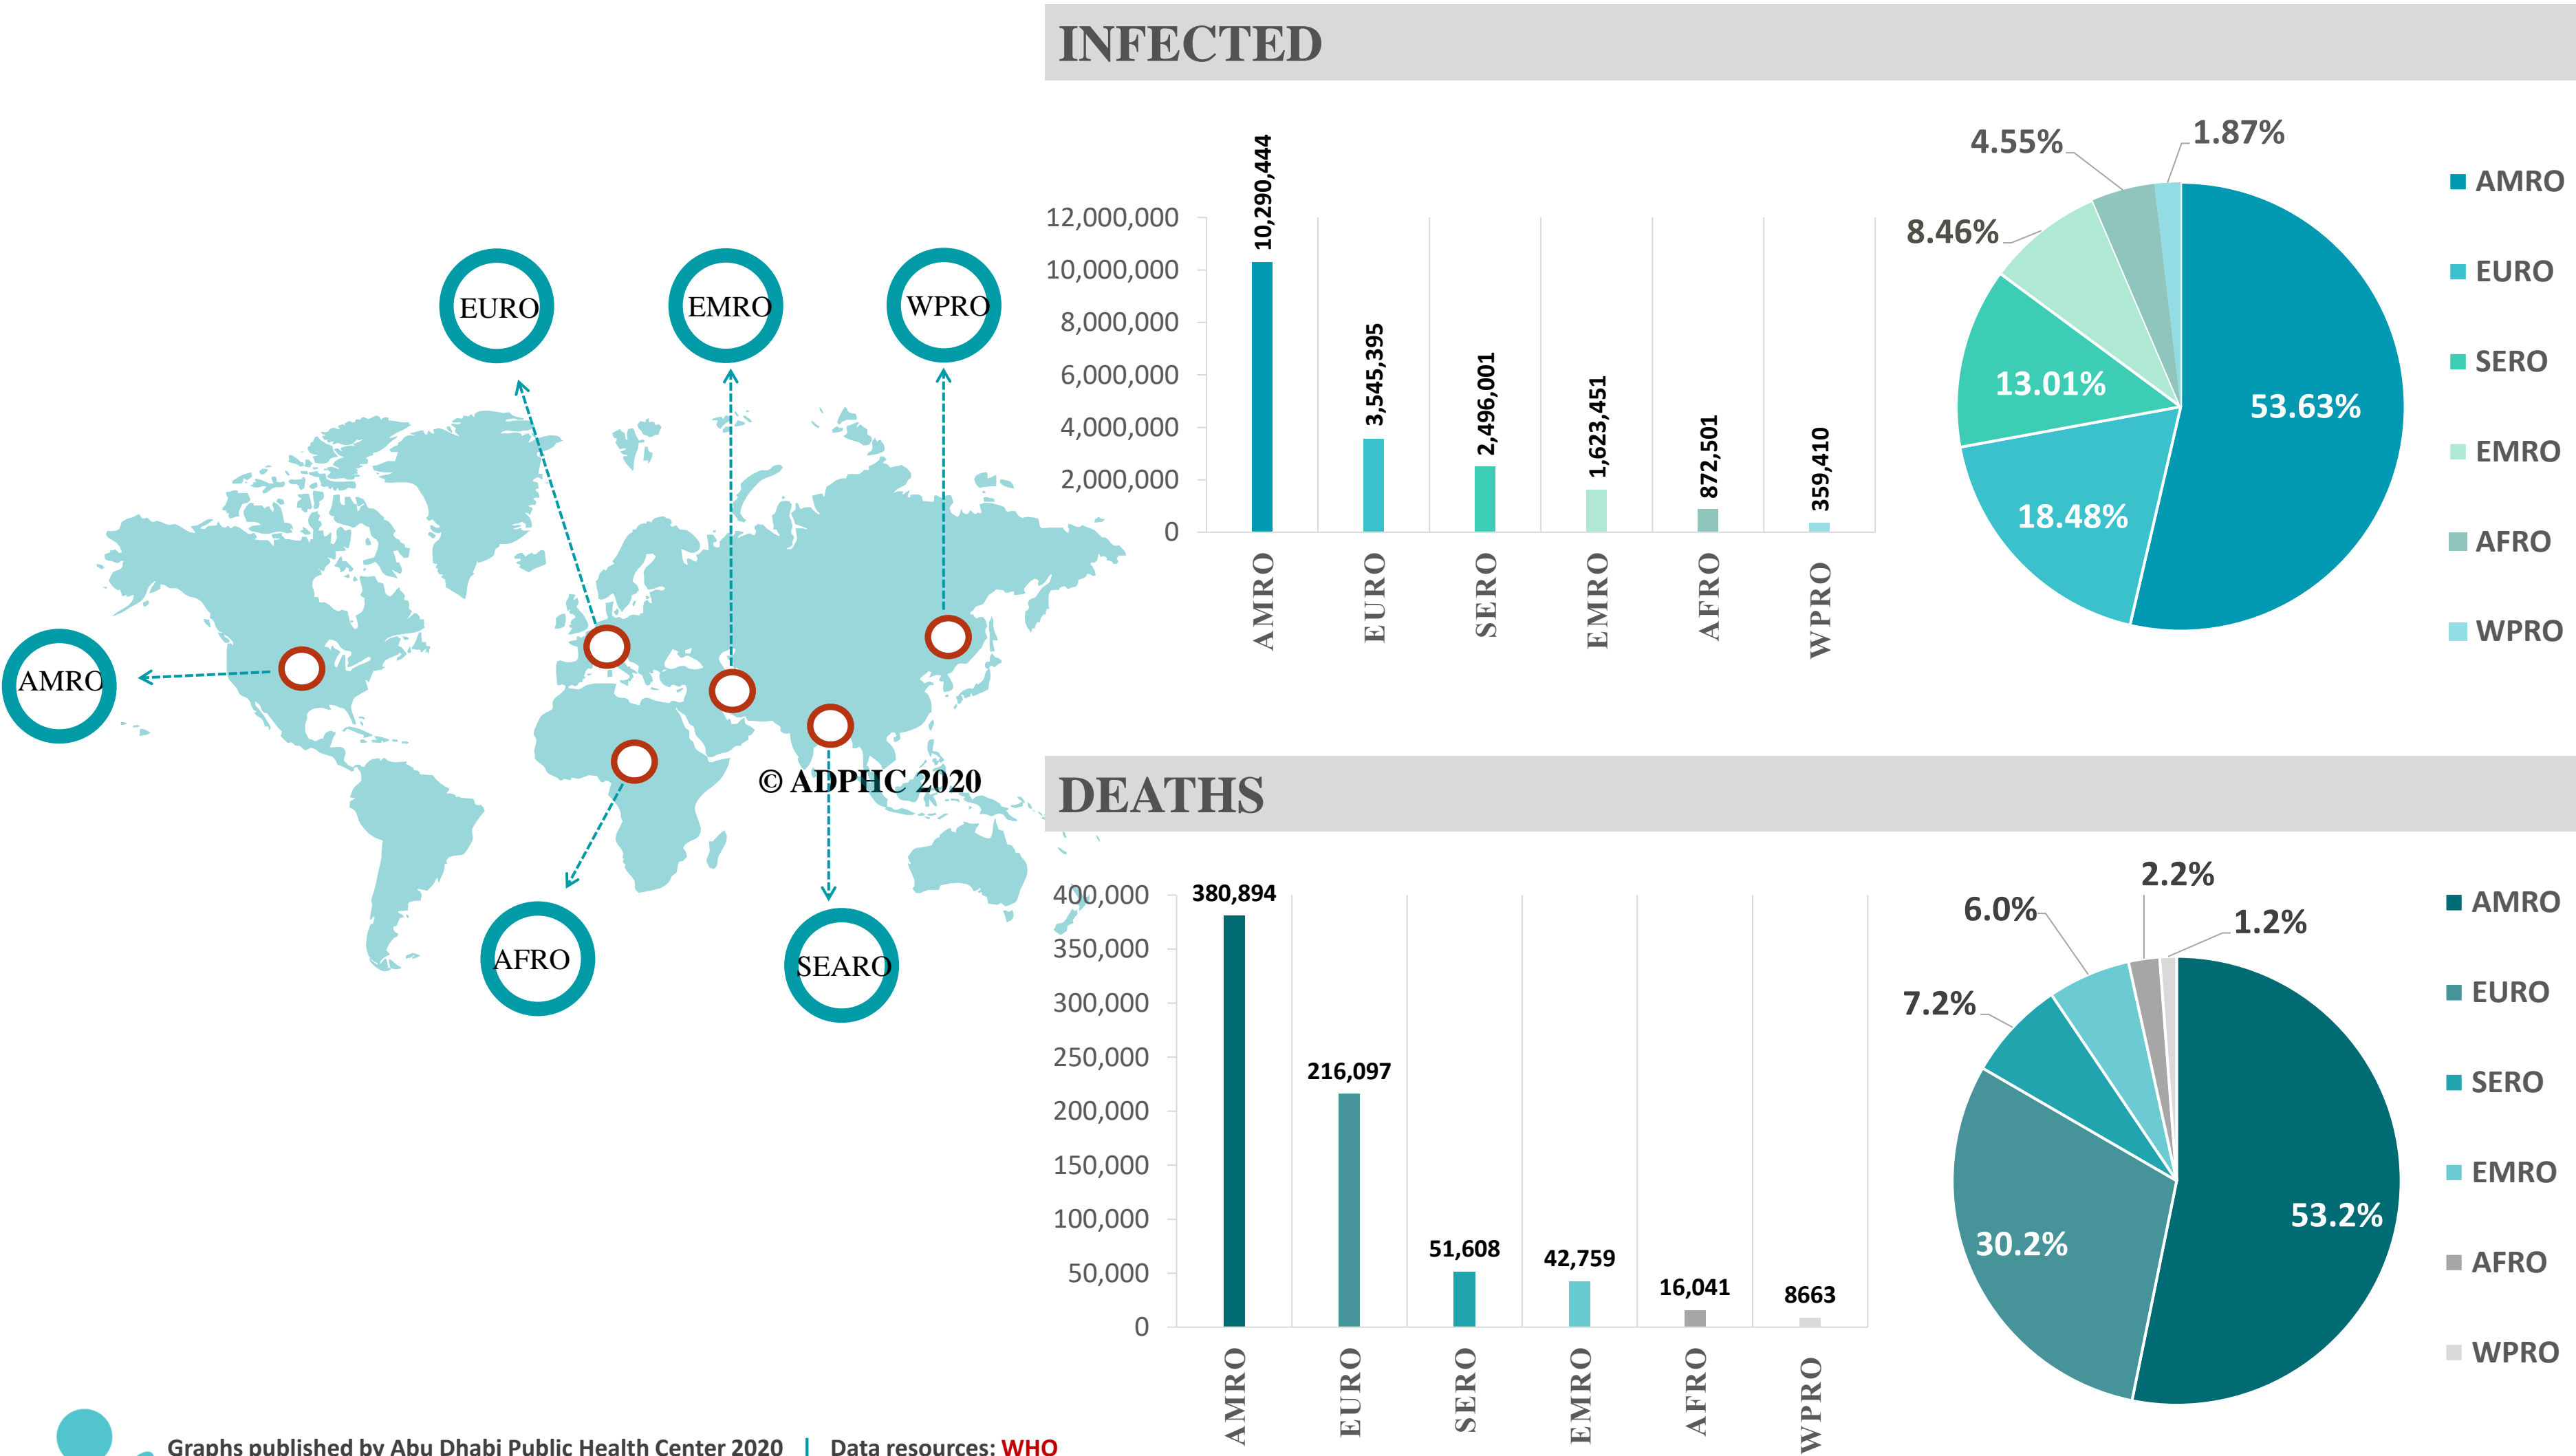 EURO
EMRO
WPRO
AMRO
AFRO
SEARO
© ADPHC 2020
INFECTED
12,000,000
10,000,000
8,000,000
6,000,000
4,000,000
2,000,000
0
10,290,444
3,545,395
2,496,001
1,623,451
872,501
359,410
AMRO
EURO
SERO
EMRO
AFRO
WPRO
4.55%
1.87%
8.46%
13.01%
53.63%
18.48%
AMRO
EURO
SERO
EMRO
AFRO
WPRO
DEATHS
400,000
350,000
300,000
250,000
200,000
150,000
100,000
50,000
0
380,894
216,097
51,608
42,759
16,041
8663
AMRO
EURO
SERO
EMRO
AFRO
WPRO
2.2%
6.0%
1.2%
7.2%
53.2%
30.2%
AMRO
EURO
SERO
EMRO
AFRO
WPRO
Graphs published by Abu Dhabi Public Health Center 2020 | Data resources: WHO